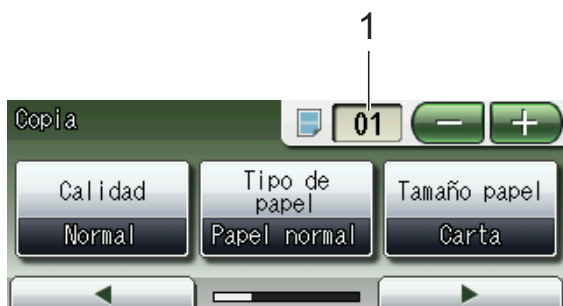 1
Copia 01
Calidad
Normal
Tipo de
papel
Papel normal
Tamaño papel
Carta